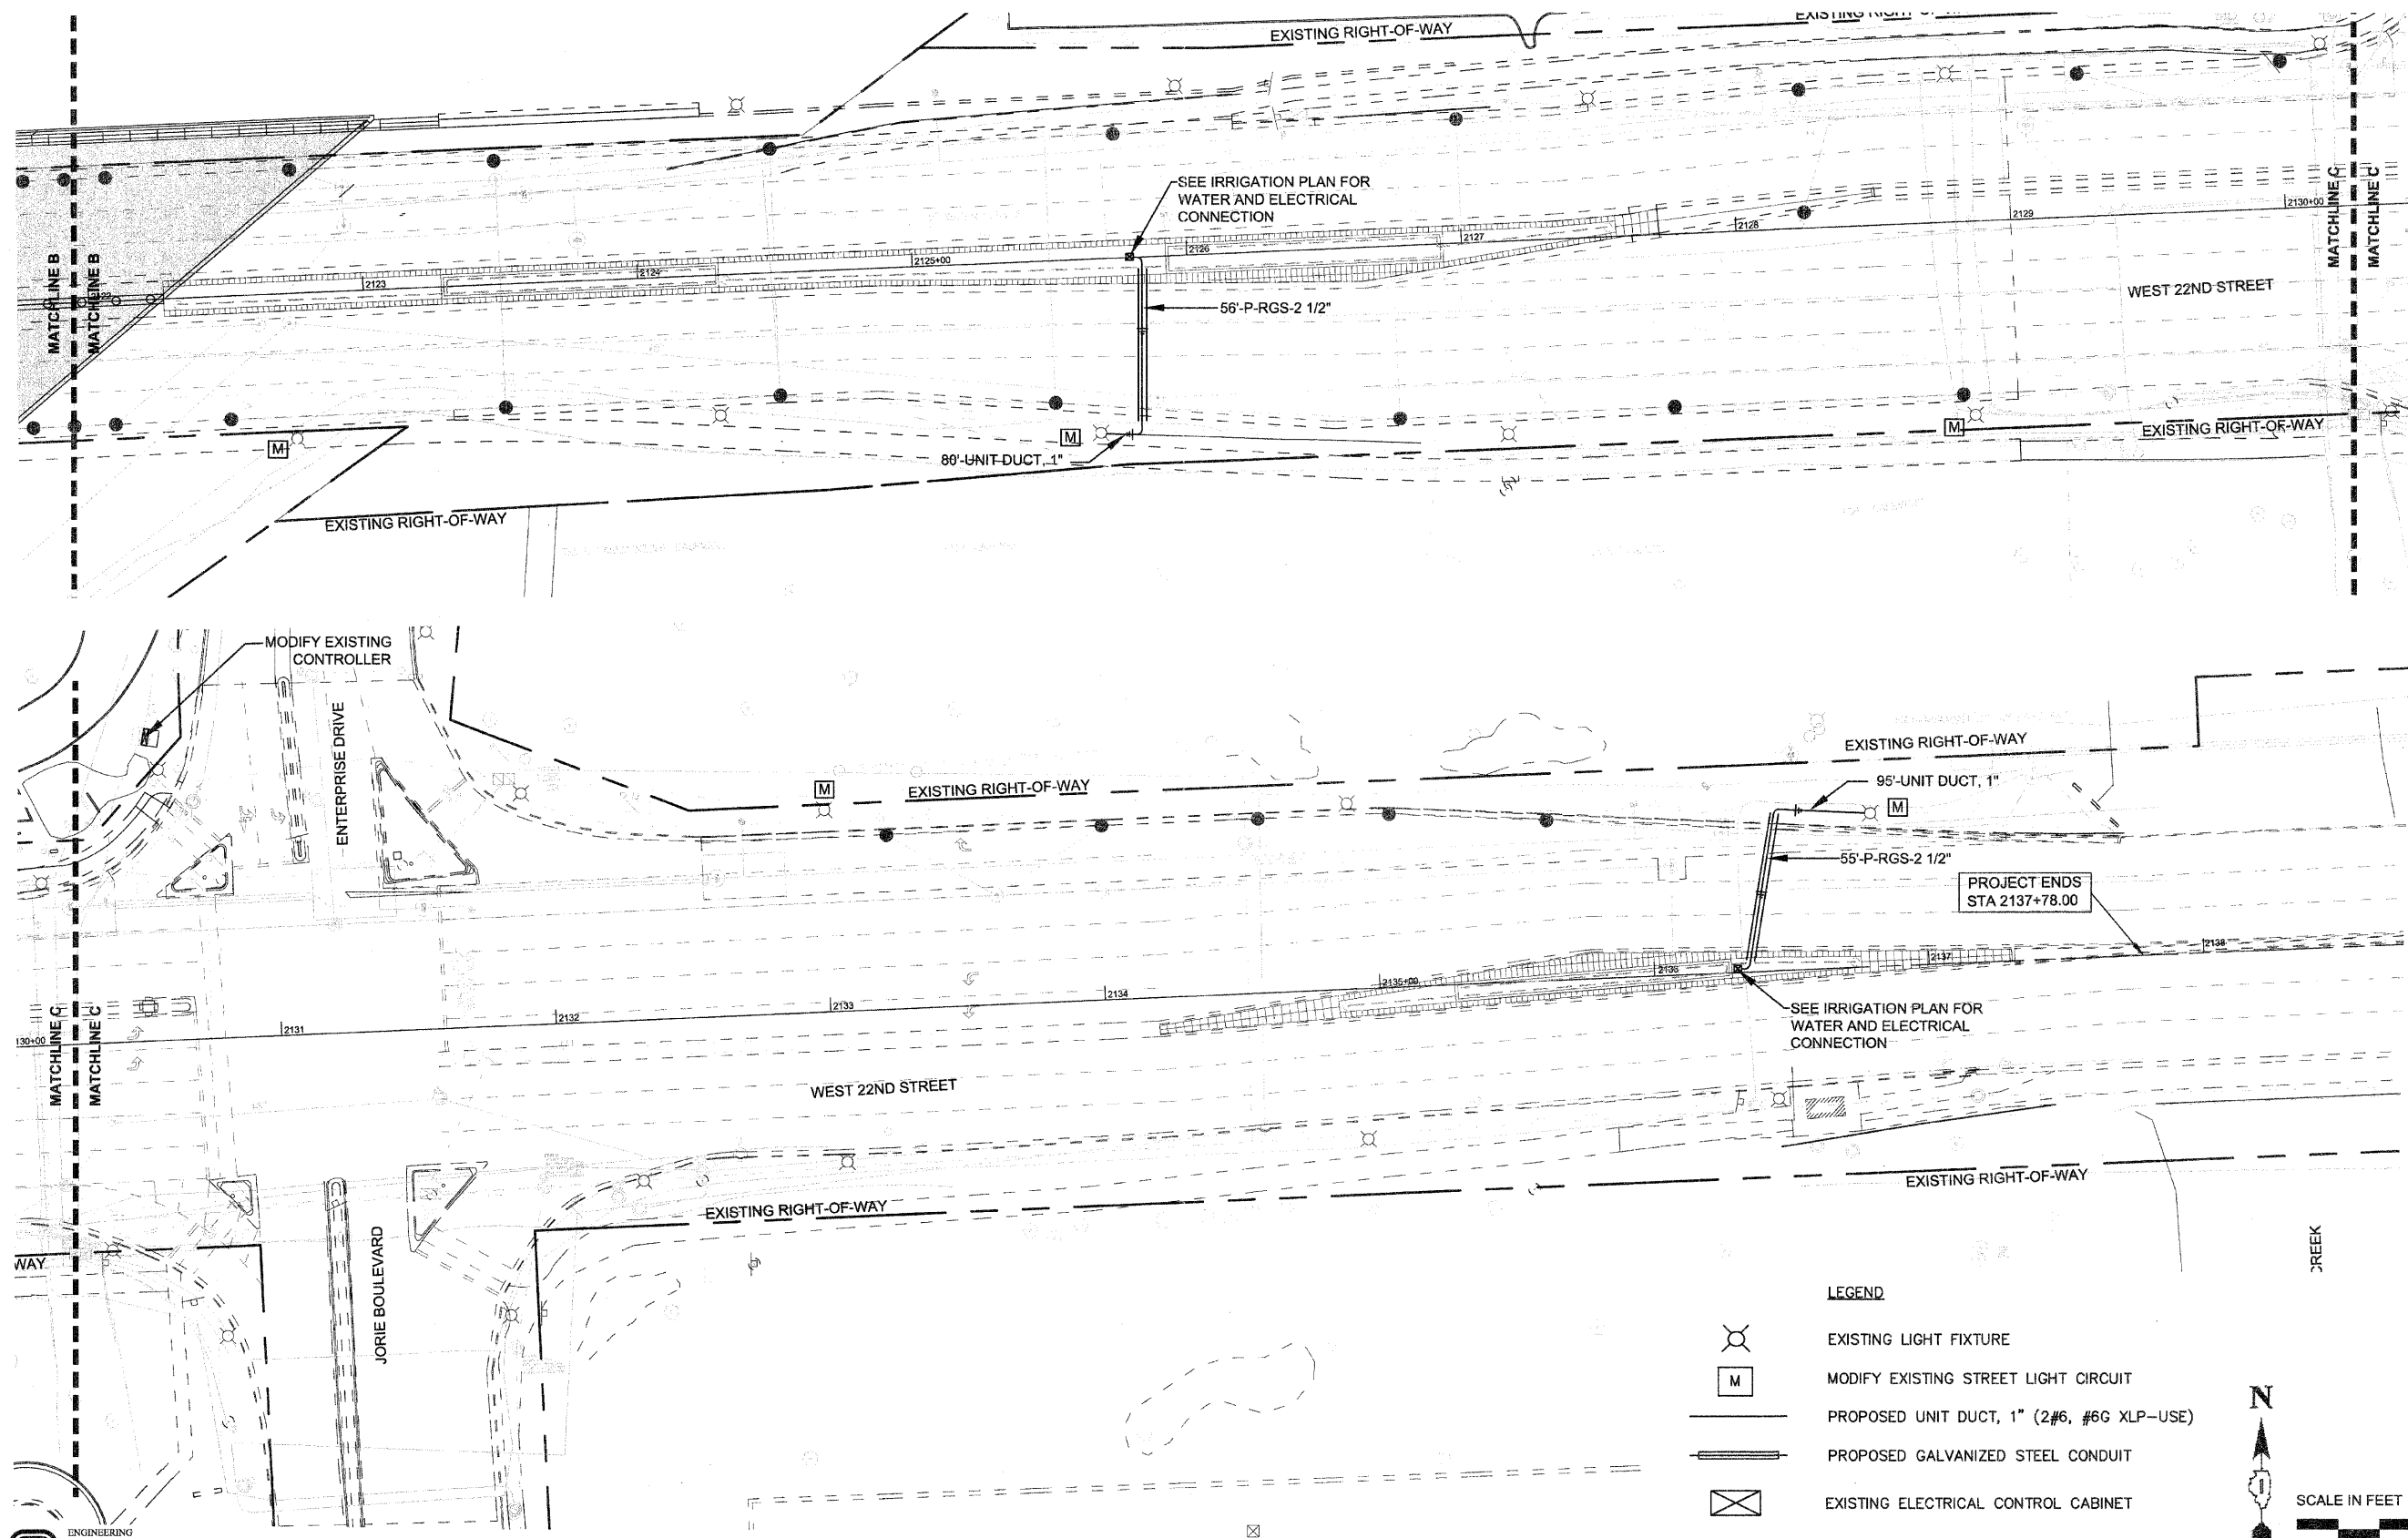 EXISTING RIGHT-OF-WAY
SEE IRRIGATION PLAN FOR
WATER AND ELECTRICAL
CONNECTION
2123
2124
2125+00
2126
2127
2128
2129
2130+00
MATCHLINE B
MATCHLINE B
MATCHLINE C
MATCHLINE C
WEST 22ND STREET
56'-P-RGS-2 1/2"
M
M
M
80'-UNIT DUCT, 1"
EXISTING RIGHT-OF-WAY
EXISTING RIGHT-OF-WAY
MODIFY EXISTING
CONTROLLER
ENTERPRISE DRIVE
M
EXISTING RIGHT-OF-WAY
EXISTING RIGHT-OF-WAY
95'-UNIT DUCT, 1"
M
55'-P-RGS-2 1/2"
PROJECT ENDS
STA 2137+78.00
130+00
2131
2132
2133
2134
2135+00
2136
2137
2138
MATCHLINE C
MATCHLINE C
SEE IRRIGATION PLAN FOR
WATER AND ELECTRICAL
CONNECTION
WEST 22ND STREET
EXISTING RIGHT-OF-WAY
EXISTING RIGHT-OF-WAY
WAY
JORIE BOULEVARD
CREEK
LEGEND
EXISTING LIGHT FIXTURE
M
MODIFY EXISTING STREET LIGHT CIRCUIT
PROPOSED UNIT DUCT, 1" (2#6, #6G XLP-USE)
PROPOSED GALVANIZED STEEL CONDUIT
EXISTING ELECTRICAL CONTROL CABINET
N
SCALE IN FEET
ENGINEERING